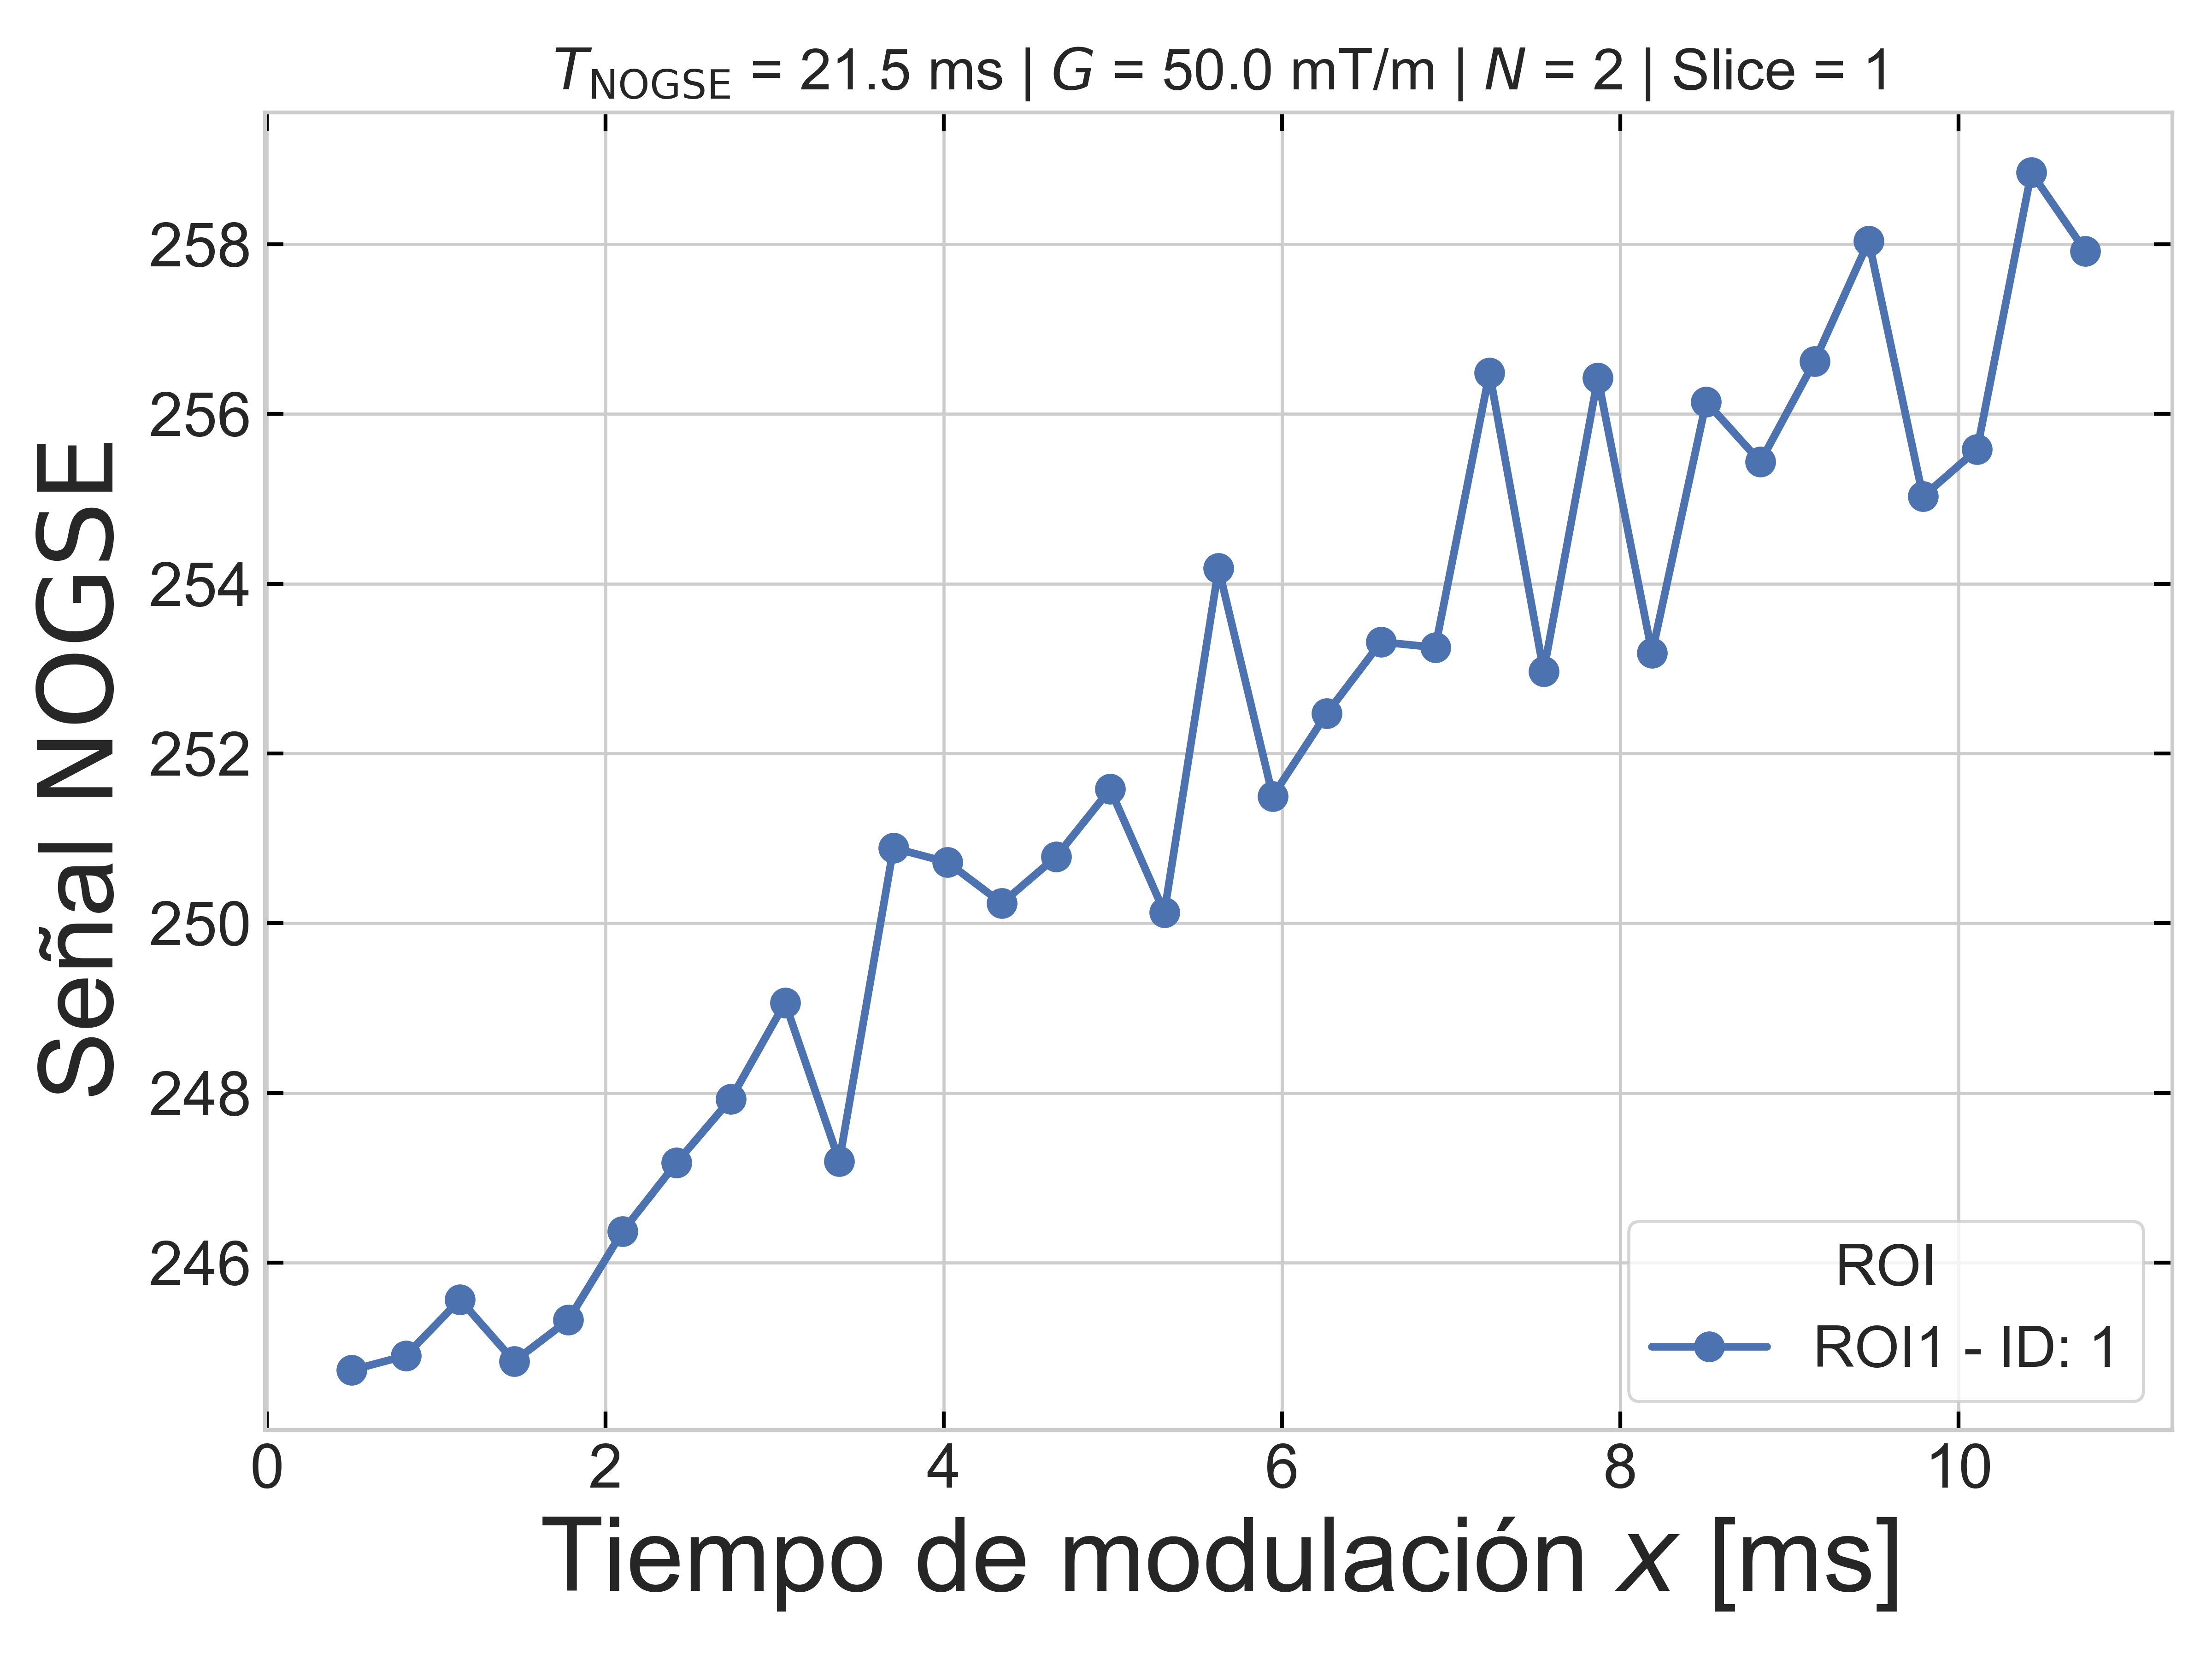 T_NOGSE = 21.5 ms | G = 50.0 mT/m | N = 2 | Slice = 1
Señal NOGSE
258
256
254
252
250
248
246
ROI
ROI1 - ID: 1
0 2 4 6 8 10
Tiempo de modulación x [ms]